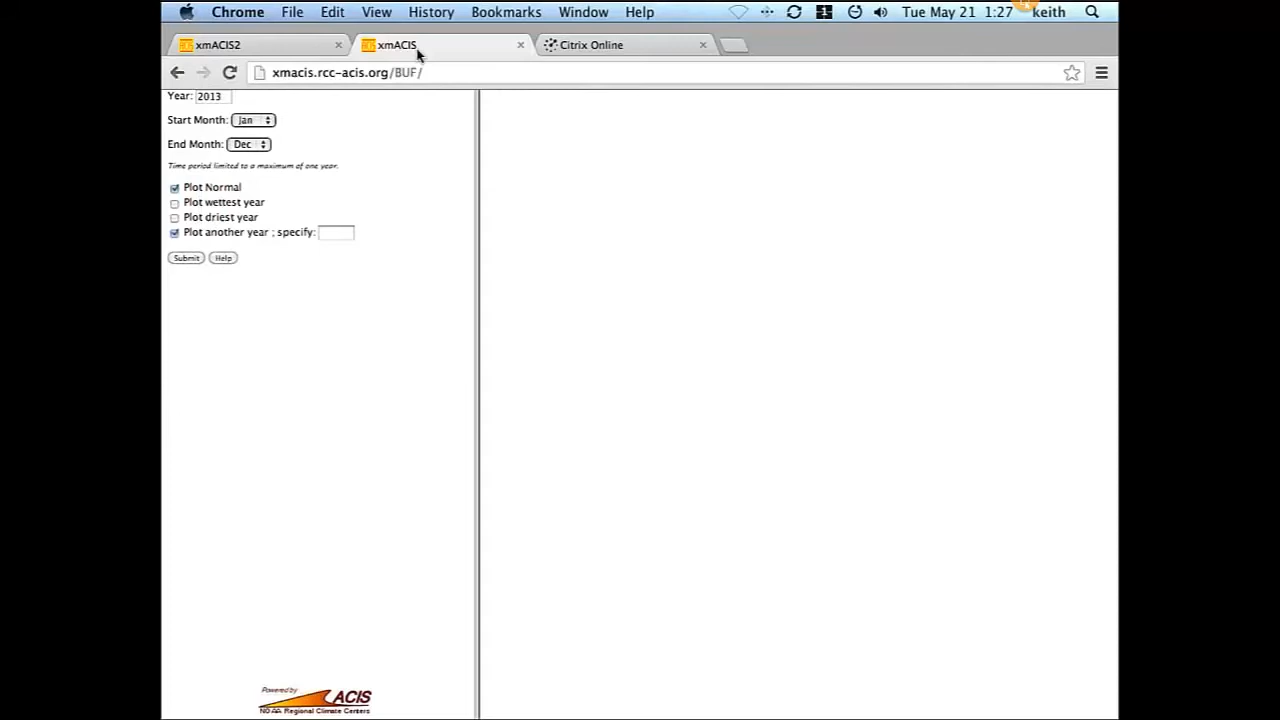 Chrome File Edit View History Bookmarks Window Help 1 Tue May 21 1:27 keith
xmACIS2 xmACIS Citrix Online
xmacis.rcc-acis.org/BUF/
Year: 2013
Start Month: Jan
End Month: Dec
Time period limited to a maximum of one year.
Plot Normal
Plot wettest year
Plot driest year
Plot another year ; specify:
Submit Help
Powered by
ACIS
NOAA Regional Climate Centers